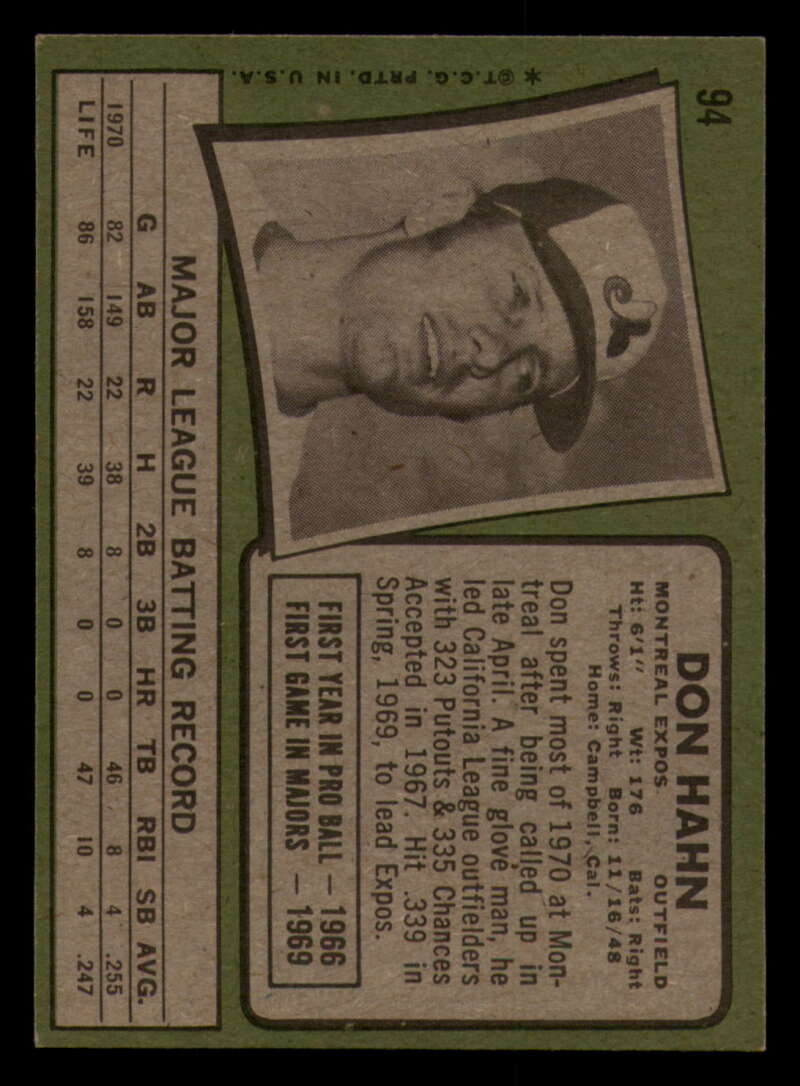 94
DON HAHN
MONTREAL EXPOS OUTFIELD
Ht: 6'1" Wt: 176 Bats: Right
Throws: Right Born: 11/16/48
Home: Campbell, Cal.
Don spent most of 1970 at Mon-
treal after being called up in
late April. A fine glove man, he
led California League outfielders
with 323 Putouts & 335 Chances
Accepted in 1967. Hit .339 in
Spring, 1969, to lead Expos.
FIRST YEAR IN PRO BALL — 1966
FIRST GAME IN MAJORS — 1969
MAJOR LEAGUE BATTING RECORD
G AB R H 2B 3B HR TB RBI SB AVG.
1970 82 149 22 38 8 0 0 46 8 4 .255
LIFE 86 158 22 39 8 0 0 47 10 4 .247
*©T.C.G. PRTD. IN U.S.A.